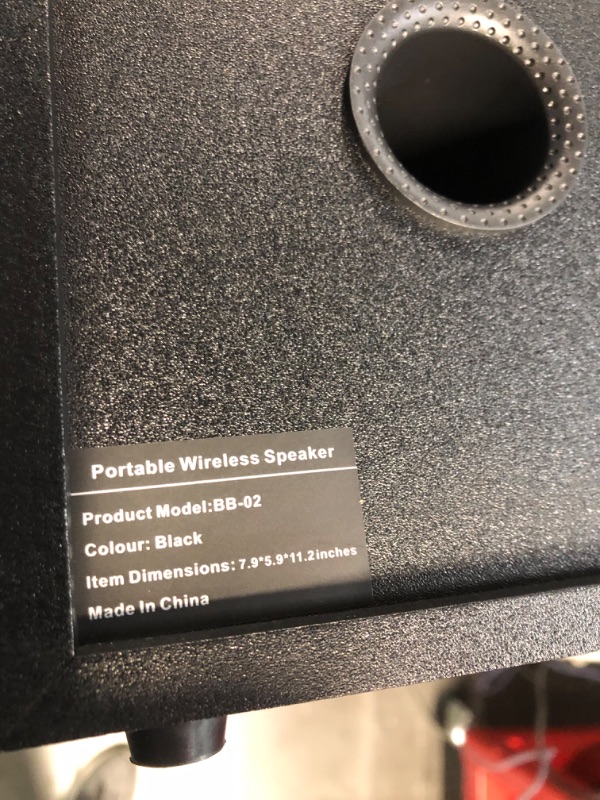 Portable Wireless Speaker
Product Model:BB-02
Colour: Black
Item Dimensions: 7.9*5.9*11.2inches
Made In China